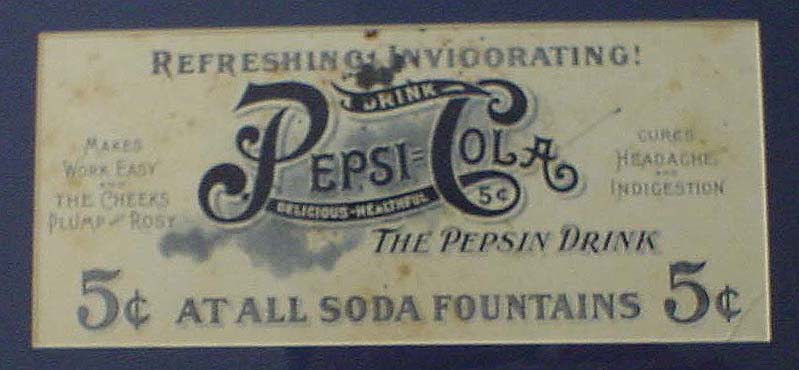 REFRESHING! INVIGORATING!
DRINK
PEPSI=COLA
5¢
DELICIOUS-HEALTHFUL
MAKES
WORK EASY
AND
THE CHEEKS
PLUMP AND ROSY
CURES
HEADACHE
AND
INDIGESTION
THE PEPSIN DRINK
5¢ AT ALL SODA FOUNTAINS 5¢